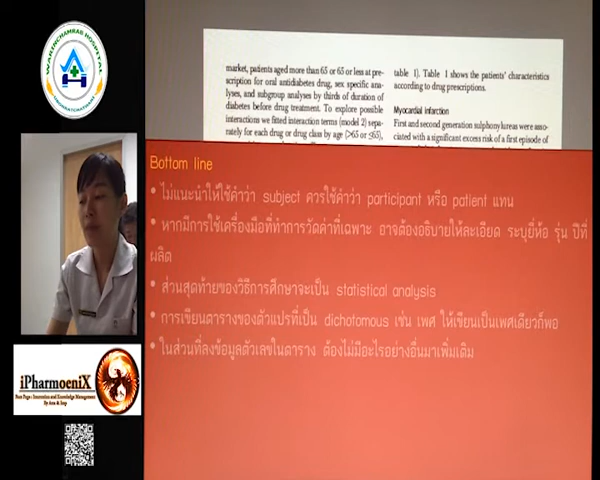 WARINCHAMRAB HOSPITAL
UBONRATCHATHANI
market, patients aged more than 65 or 65 or less at pre-
scription for oral antidiabetes drug, sex specific ana-
lyses, and subgroup analyses by thirds of duration of
diabetes before drug treatment. To explore possible
interactions we fitted interaction terms (model 2) sepa-
rately for each drug or drug class by age (>65 or ≤65),
table 1). Table 1 shows the patients' characteristics
according to drug prescriptions.
Myocardial infarction
First and second generation sulphonylureas were asso-
ciated with a significant excess risk of a first episode of
Bottom line
• ไม่แนะนำให้ใช้คำว่า subject ควรใช้คำว่า participant หรือ patient แทน
• หากมีการใช้เครื่องมือที่ทำการวัดค่าที่เฉพาะ อาจต้องอธิบายให้ละเอียด ระบุยี่ห้อ รุ่น ปีที่
ผลิต
• ส่วนสุดท้ายของวิธีการศึกษาจะเป็น statistical analysis
• การเขียนตารางของตัวแปรที่เป็น dichotomous เช่น เพศ ให้เขียนเป็นเพศเดียวก็พอ
• ในส่วนที่ลงข้อมูลตัวเลขในตาราง ต้องไม่มีอะไรอย่างอื่นมาเพิ่มเติม
iPharmoeniX
Fan Page : Innovation and Knowledge Management